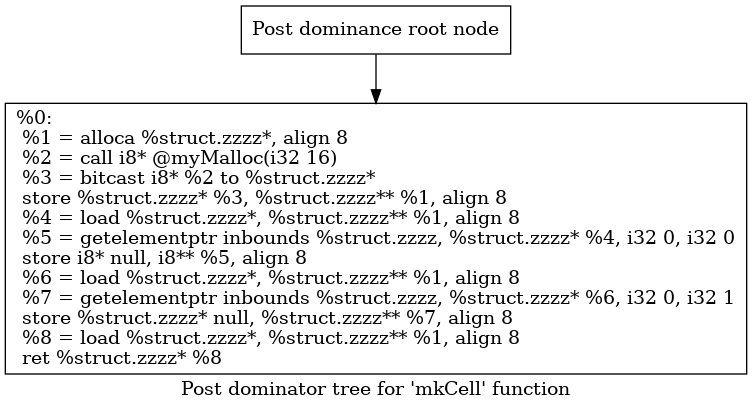 Post dominance root node
%0:
%1 = alloca %struct.zzzz*, align 8
%2 = call i8* @myMalloc(i32 16)
%3 = bitcast i8* %2 to %struct.zzzz*
store %struct.zzzz* %3, %struct.zzzz** %1, align 8
%4 = load %struct.zzzz*, %struct.zzzz** %1, align 8
%5 = getelementptr inbounds %struct.zzzz, %struct.zzzz* %4, i32 0, i32 0
store i8* null, i8** %5, align 8
%6 = load %struct.zzzz*, %struct.zzzz** %1, align 8
%7 = getelementptr inbounds %struct.zzzz, %struct.zzzz* %6, i32 0, i32 1
store %struct.zzzz* null, %struct.zzzz** %7, align 8
%8 = load %struct.zzzz*, %struct.zzzz** %1, align 8
ret %struct.zzzz* %8
Post dominator tree for 'mkCell' function